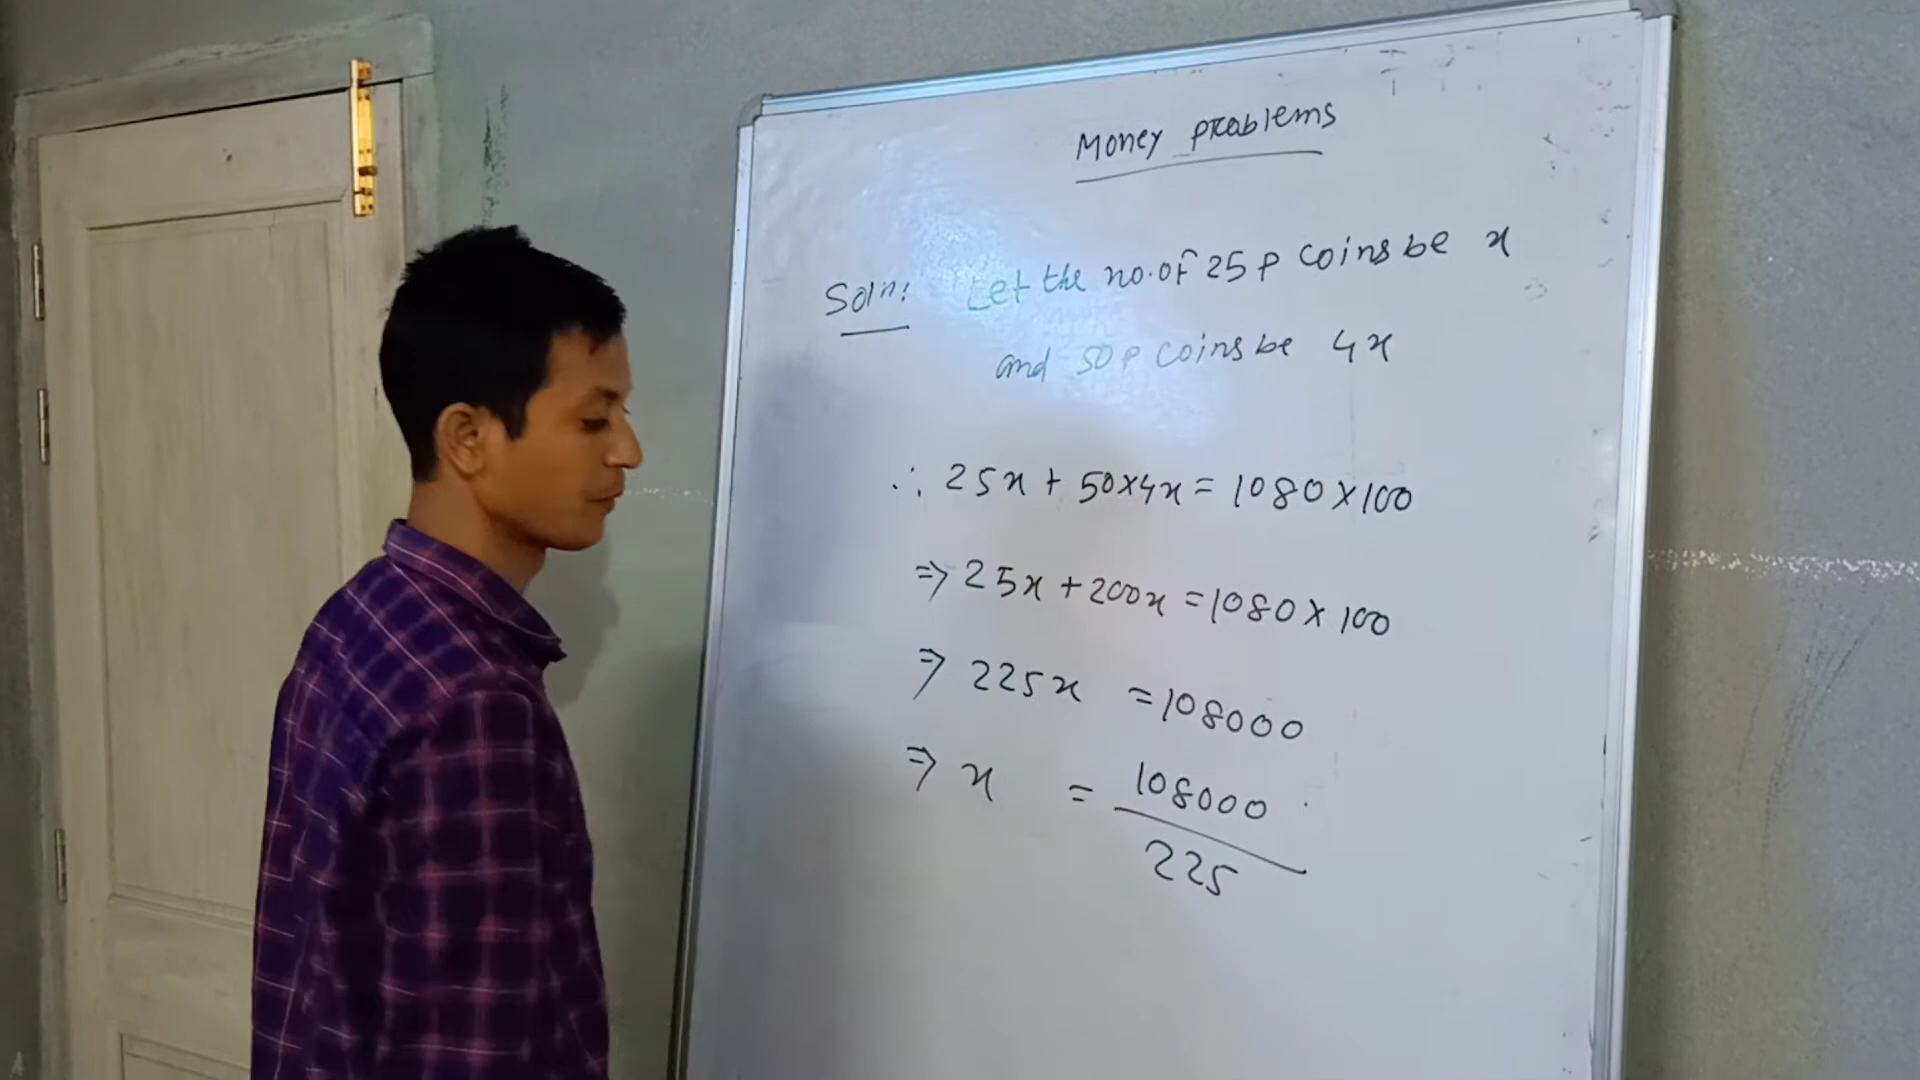 Money problems
Soln: Let the no. of 25 P coins be x
and 50 P coins be 4x
∴ 25x + 50×4x = 1080×100
⇒ 25x + 200x = 1080 × 100
⇒ 225x = 108000
⇒ x = 108000
225